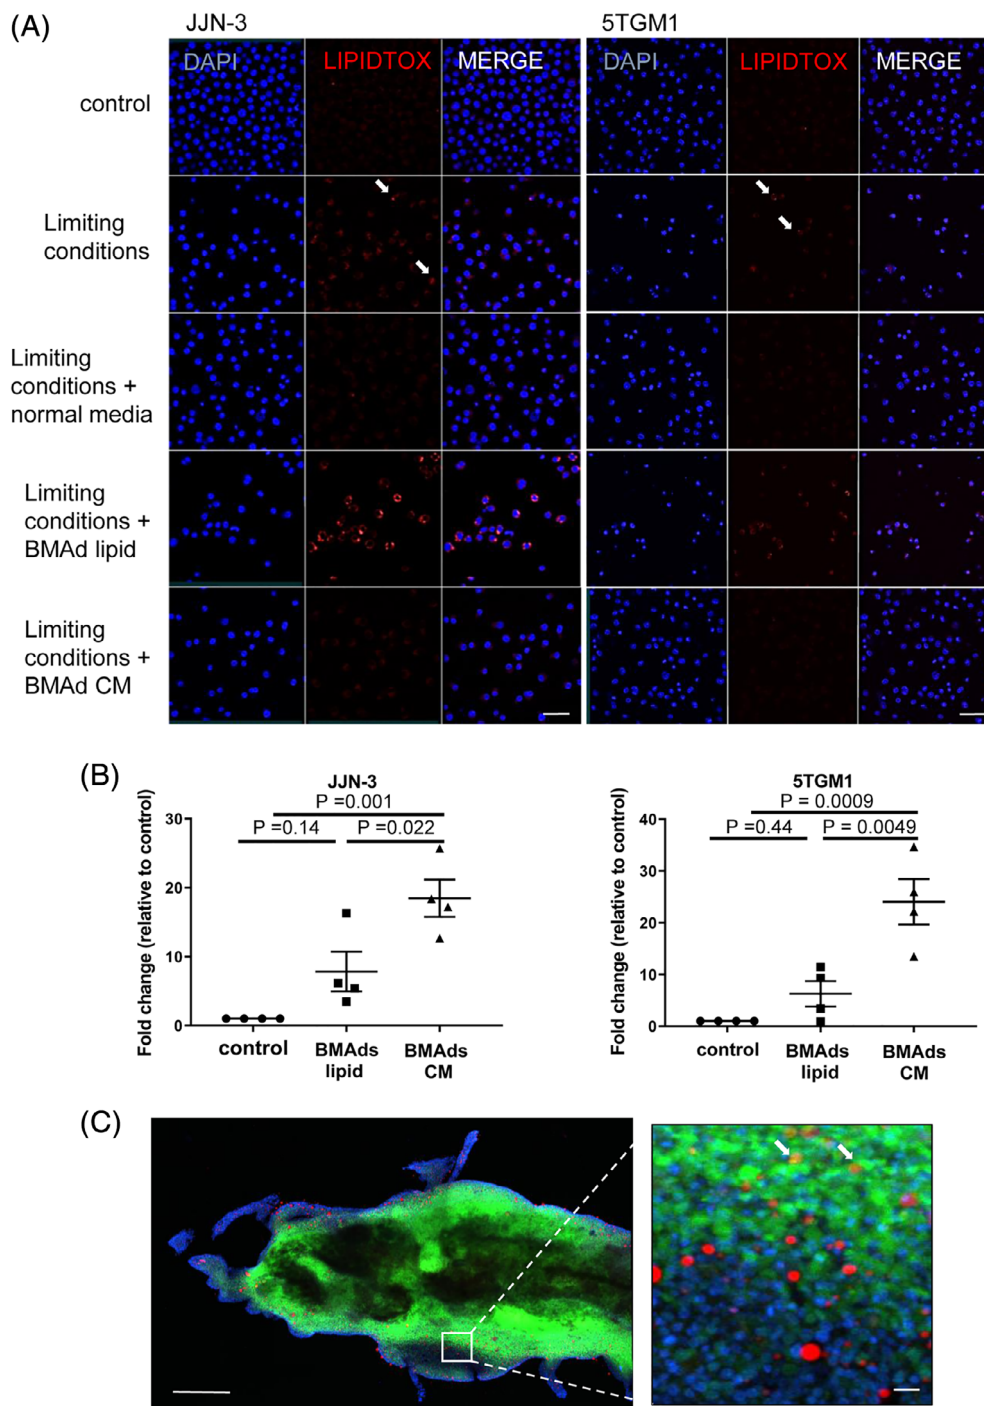 (A)
JJN-3
5TGM1
DAPI
LIPIDTOX
MERGE
DAPI
LIPIDTOX
MERGE
control
Limiting
conditions
Limiting
conditions +
normal media
Limiting
conditions +
BMAd lipid
Limiting
conditions +
BMAd CM
(B)
JJN-3
P =0.001
P =0.14
P =0.022
Fold change (relative to control)
30
20
10
0
control
BMAds
lipid
BMAds
CM
5TGM1
P = 0.0009
P =0.44
P = 0.0049
Fold change (relative to control)
40
30
20
10
0
control
BMAds
lipid
BMAds
CM
(C)